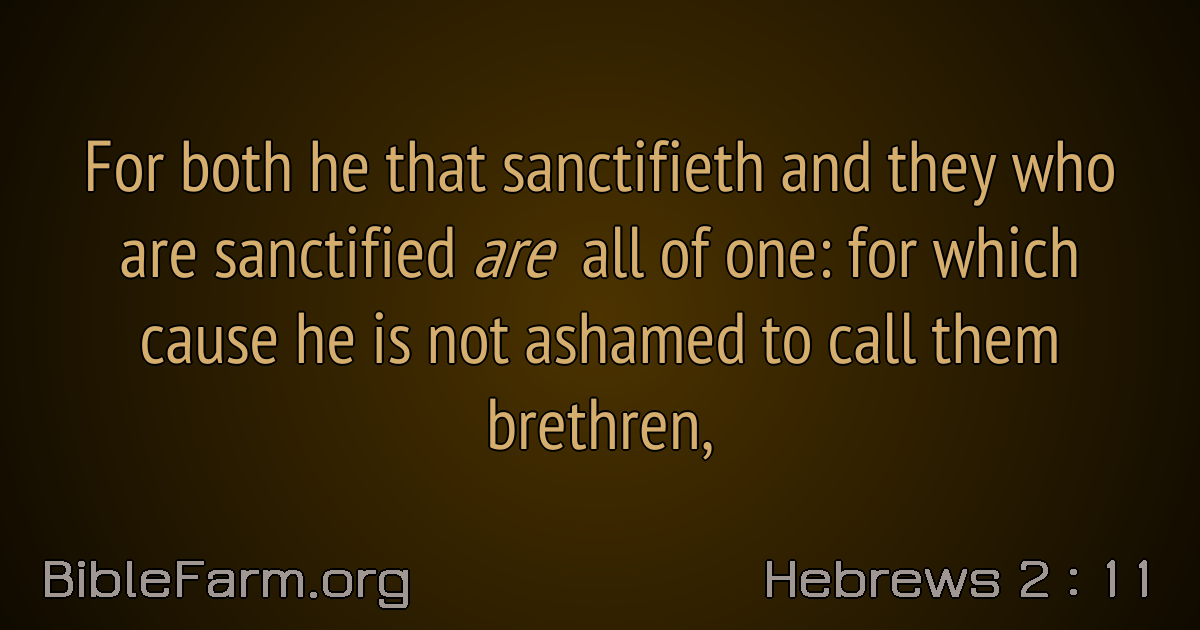 For both he that sanctifieth and they who
are sanctified are all of one: for which
cause he is not ashamed to call them
brethren,
BibleFarm.org
Hebrews 2 : 11